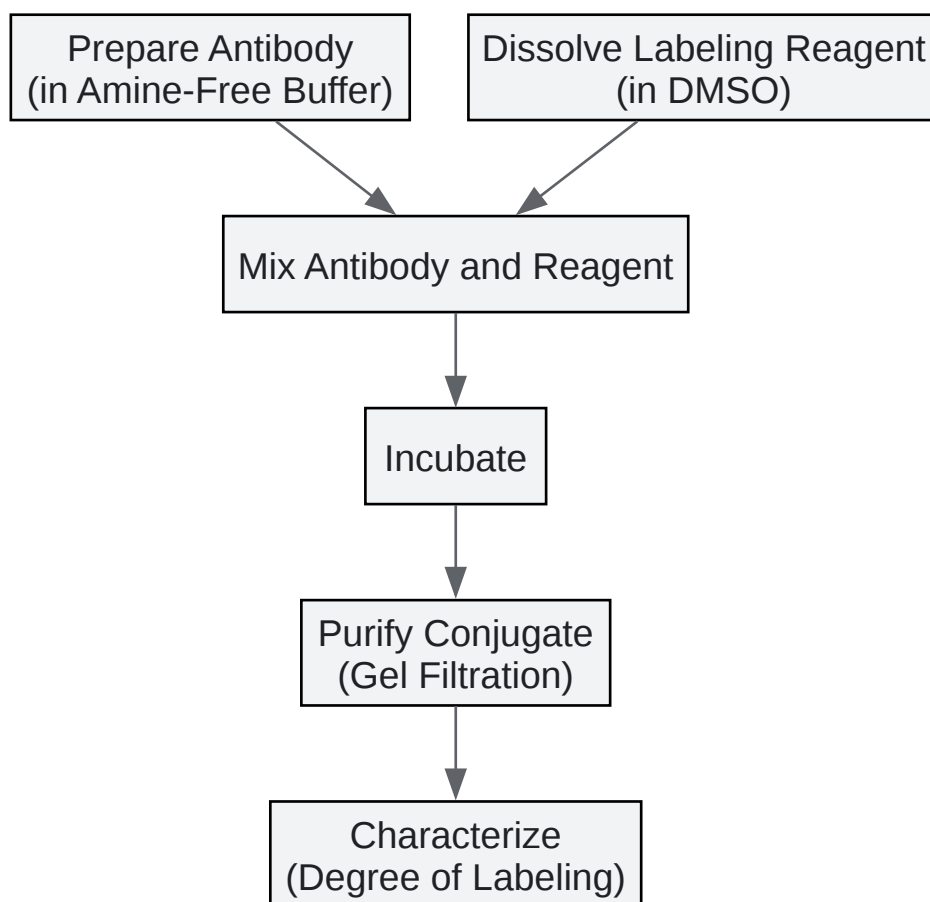 Prepare Antibody
(in Amine-Free Buffer)
Dissolve Labeling Reagent
(in DMSO)
Mix Antibody and Reagent
Incubate
Purify Conjugate
(Gel Filtration)
Characterize
(Degree of Labeling)